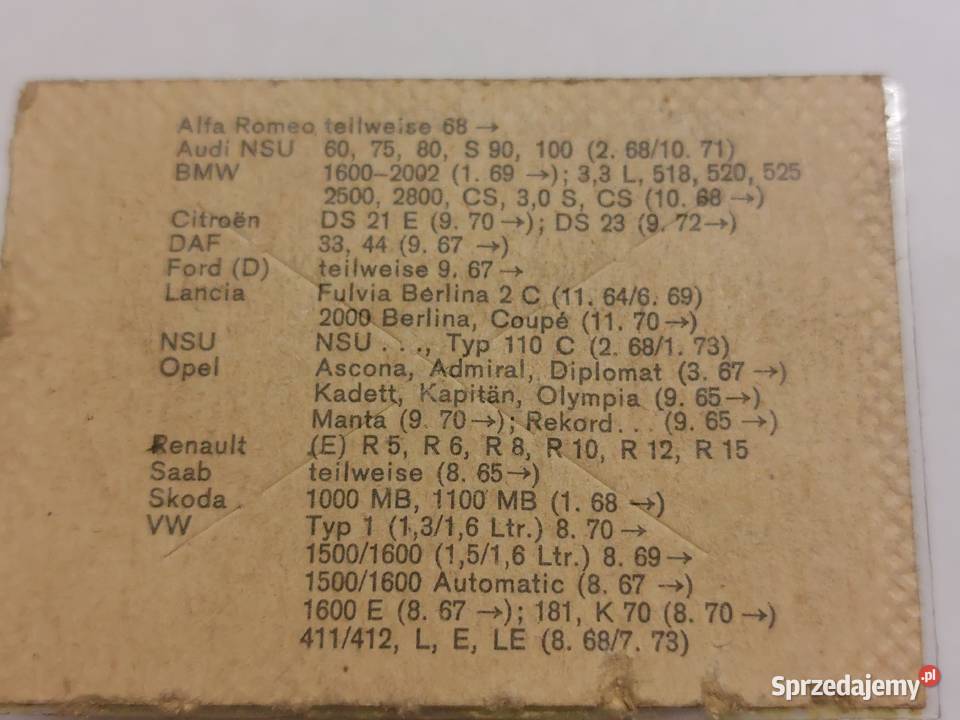 Alfa Romeo teilweise 68 →
Audi NSU 60, 75, 80, S 90, 100 (2. 68/10. 71)
BMW 1600–2002 (1. 69 →); 3,3 L, 518, 520, 525
2500, 2800, CS, 3,0 S, CS (10. 68 →)
Citroën DS 21 E (9. 70 →); DS 23 (9. 72→)
DAF 33, 44 (9. 67 →)
Ford (D) teilweise 9. 67→
Lancia Fulvia Berlina 2 C (11. 64/6. 69)
2000 Berlina, Coupé (11. 70→)
NSU NSU . . ., Typ 110 C (2. 68/1. 73)
Opel Ascona, Admiral, Diplomat (3. 67→)
Kadett, Kapitän, Olympia (9. 65→)
Manta (9. 70→); Rekord. . . (9. 65→)
Renault (E) R 5, R 6, R 8, R 10, R 12, R 15
Saab teilweise (8. 65→)
Skoda 1000 MB, 1100 MB (1. 68 →)
VW Typ 1 (1,3/1,6 Ltr.) 8. 70→
1500/1600 (1,5/1,6 Ltr.) 8. 69→
1500/1600 Automatic (8. 67 →)
1600 E (8. 67 →); 181, K 70 (8. 70→)
411/412, L, E, LE (8. 68/7. 73)
Sprzedajemy.pl